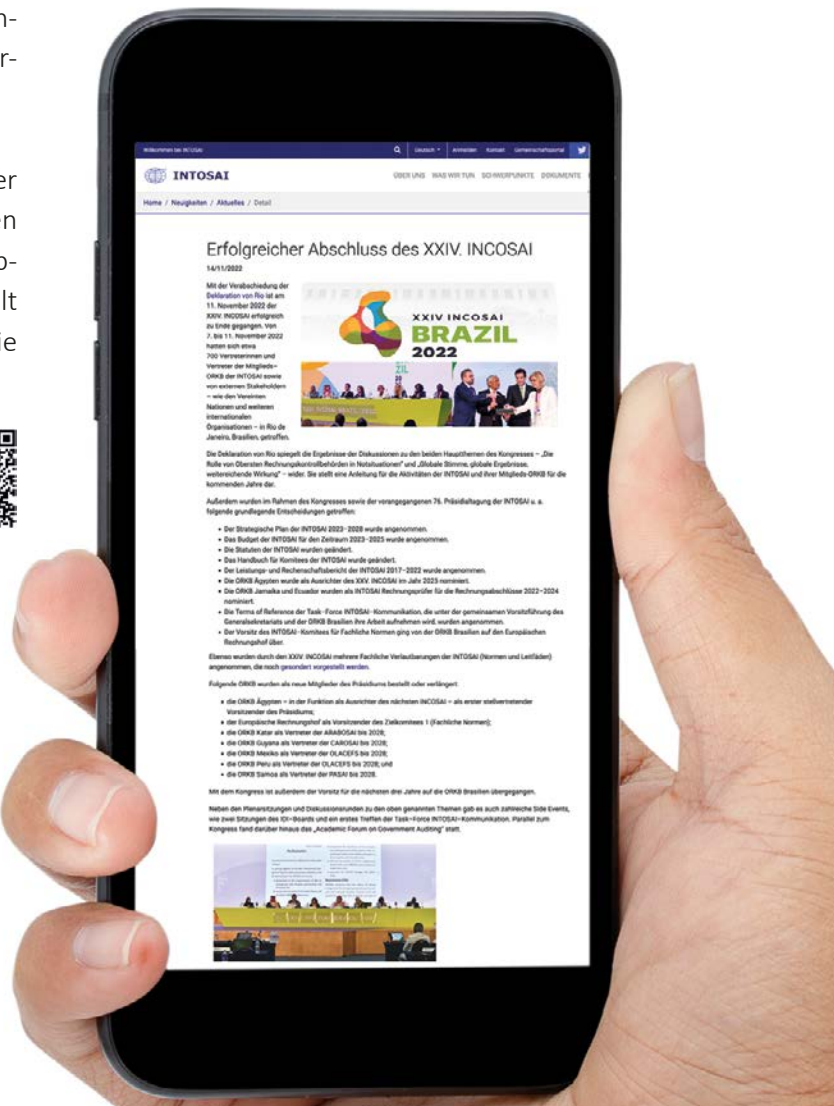 n-
r-
er
en
p-
lt
ie
Willkommen bei INTOSAI
Deutsch
Anmelden
Kontakt
Gemeinschaftsportal
INTOSAI
ÜBER UNS WAS WIR TUN SCHWERPUNKTE DOKUMENTE
Home / Neuigkeiten / Aktuelles / Detail
Erfolgreicher Abschluss des XXIV. INCOSAI
14/11/2022
Mit der Verabschiedung der
Deklaration von Rio ist am
11. November 2022 der
XXIV. INCOSAI erfolgreich
zu Ende gegangen. Von
7. bis 11. November 2022
hatten sich etwa
700 Vertreterinnen und
Vertreter der Mitglieds-
ORKB der INTOSAI sowie
von externen Stakeholdern
– wie den Vereinten
Nationen und weiteren
internationalen
Organisationen – in Rio de
Janeiro, Brasilien, getroffen.
XXIV INCOSAI
BRAZIL
2022
Die Deklaration von Rio spiegelt die Ergebnisse der Diskussionen zu den beiden Hauptthemen des Kongresses – „Die
Rolle von Obersten Rechnungskontrollbehörden in Notsituationen" und „Globale Stimme, globale Ergebnisse,
weitereichende Wirkung" – wider. Sie stellt eine Anleitung für die Aktivitäten der INTOSAI und ihrer Mitglieds-ORKB für die
kommenden Jahre dar.
Außerdem wurden im Rahmen des Kongresses sowie der vorangegangenen 76. Präsidialtagung der INTOSAI u. a.
folgende grundlegende Entscheidungen getroffen:
• Der Strategische Plan der INTOSAI 2023–2028 wurde angenommen.
• Das Budget der INTOSAI für den Zeitraum 2023–2025 wurde angenommen.
• Die Statuten der INTOSAI wurden geändert.
• Das Handbuch für Komitees der INTOSAI wurde geändert.
• Der Leistungs- und Rechenschaftsbericht der INTOSAI 2017–2022 wurde angenommen.
• Die ORKB Ägypten wurde als Ausrichter des XXV. INCOSAI im Jahr 2025 nominiert.
• Die ORKB Jamaika und Ecuador wurden als INTOSAI Rechnungsprüfer für die Rechnungsabschlüsse 2022–2024
nominiert.
• Die Terms of Reference der Task-Force INTOSAI-Kommunikation, die unter der gemeinsamen Vorsitzführung des
Generalsekretariats und der ORKB Brasilien ihre Arbeit aufnehmen wird, wurden angenommen.
• Der Vorsitz des INTOSAI-Komitees für Fachliche Normen ging von der ORKB Brasilien auf den Europäischen
Rechnungshof über.
Ebenso wurden durch den XXIV. INCOSAI mehrere Fachliche Verlautbarungen der INTOSAI (Normen und Leitfäden)
angenommen, die noch gesondert vorgestellt werden.
Folgende ORKB wurden als neue Mitglieder des Präsidiums bestellt oder verlängert:
• die ORKB Ägypten – in der Funktion als Ausrichter des nächsten INCOSAI – als erster stellvertretender
Vorsitzender des Präsidiums;
• der Europäische Rechnungshof als Vorsitzender des Zielkomitees 1 (Fachliche Normen);
• die ORKB Katar als Vertreter der ARABOSAI bis 2028;
• die ORKB Guyana als Vertreter der CAROSAI bis 2028;
• die ORKB Mexiko als Vertreter der OLACEFS bis 2028;
• die ORKB Peru als Vertreter der OLACEFS bis 2028; und
• die ORKB Samoa als Vertreter der PASAI bis 2028.
Mit dem Kongress ist außerdem der Vorsitz für die nächsten drei Jahre auf die ORKB Brasilien übergegangen.
Neben den Plenarsitzungen und Diskussionsrunden zu den oben genannten Themen gab es auch zahlreiche Side Events,
wie zwei Sitzungen des IDI-Boards und ein erstes Treffen der Task-Force INTOSAI-Kommunikation. Parallel zum
Kongress fand darüber hinaus das „Academic Forum on Government Auditing" statt.